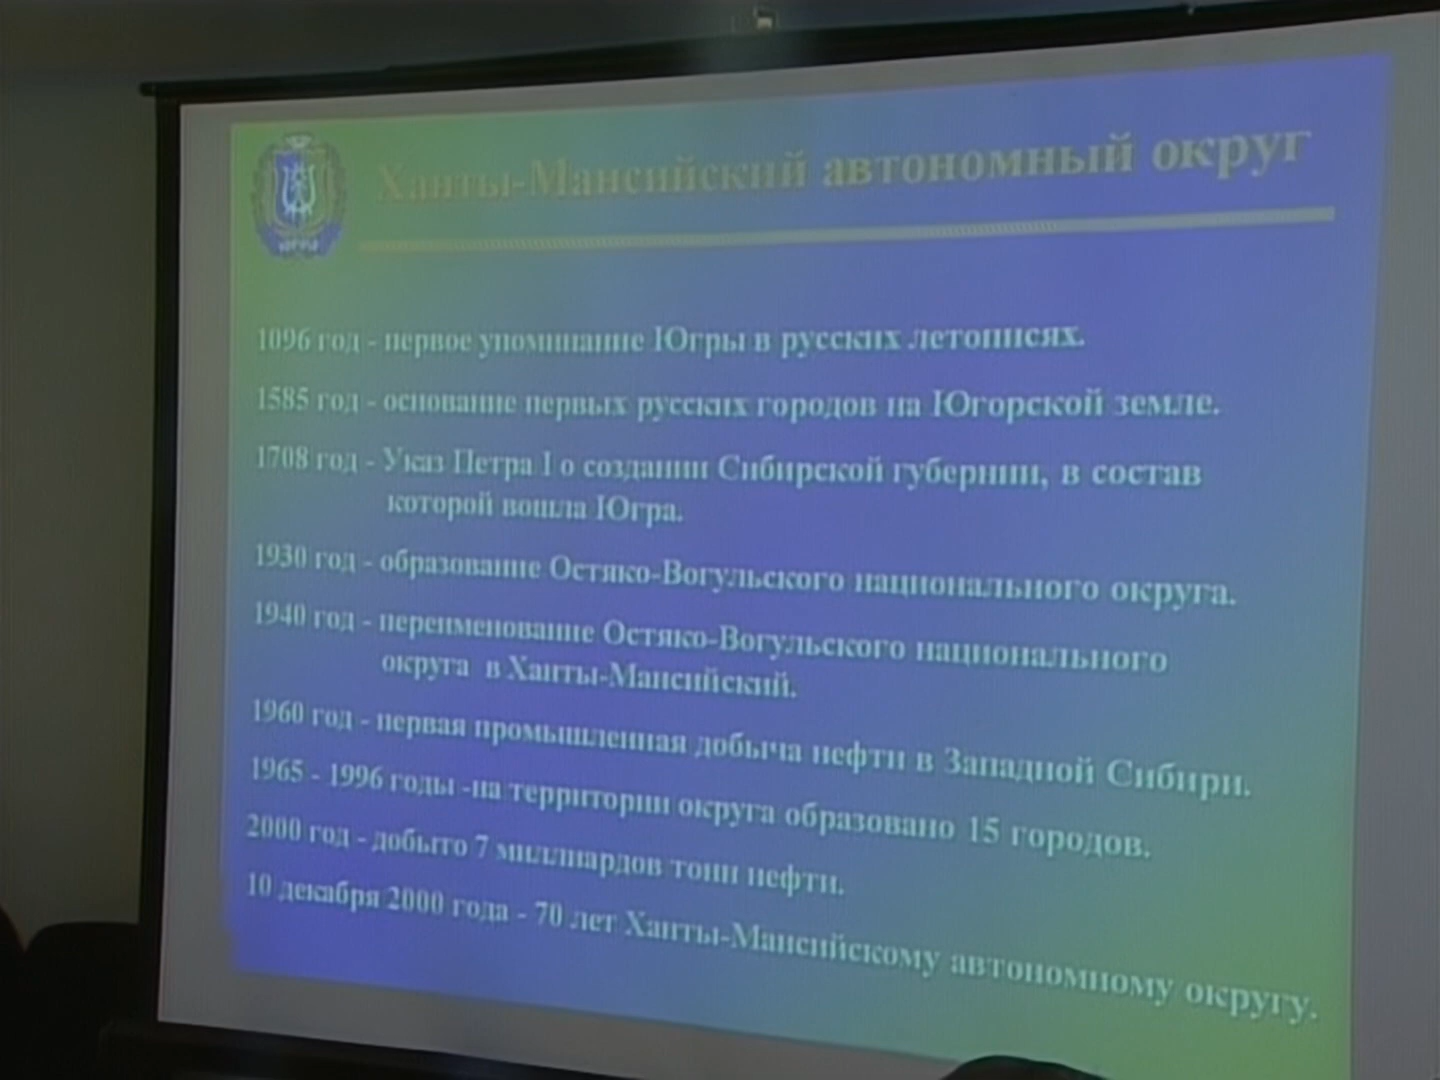 Ханты-Мансийский автономный округ
ЮГРА
1096 год - первое упоминание Югры в русских летописях.
1585 год - основание первых русских городов на Югорской земле.
1708 год - Указ Петра I о создании Сибирской губернии, в состав
которой вошла Югра.
1930 год - образование Остяко-Вогульского национального округа.
1940 год - переименование Остяко-Вогульского национального
округа в Ханты-Мансийский.
1960 год - первая промышленная добыча нефти в Западной Сибири.
1965 - 1996 годы -на территории округа образовано 15 городов.
2000 год - добыто 7 миллиардов тонн нефти.
10 декабря 2000 года - 70 лет Ханты-Мансийскому автономному округу.